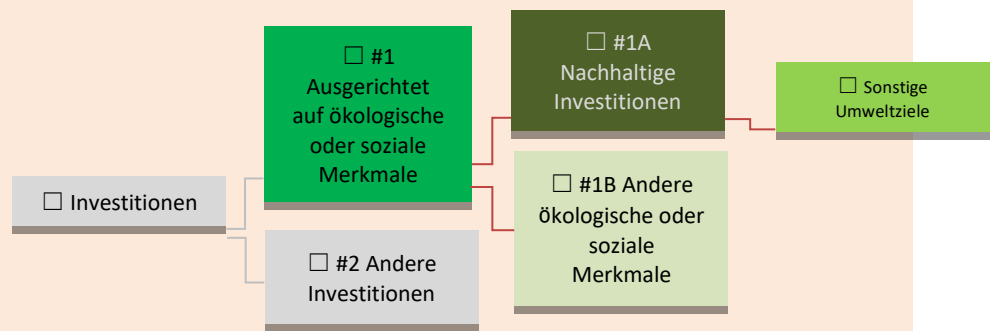 ☐ Investitionen
☐ #1
Ausgerichtet
auf ökologische
oder soziale
Merkmale
☐ #2 Andere
Investitionen
☐ #1A
Nachhaltige
Investitionen
☐ #1B Andere
ökologische oder
soziale
Merkmale
☐ Sonstige
Umweltziele